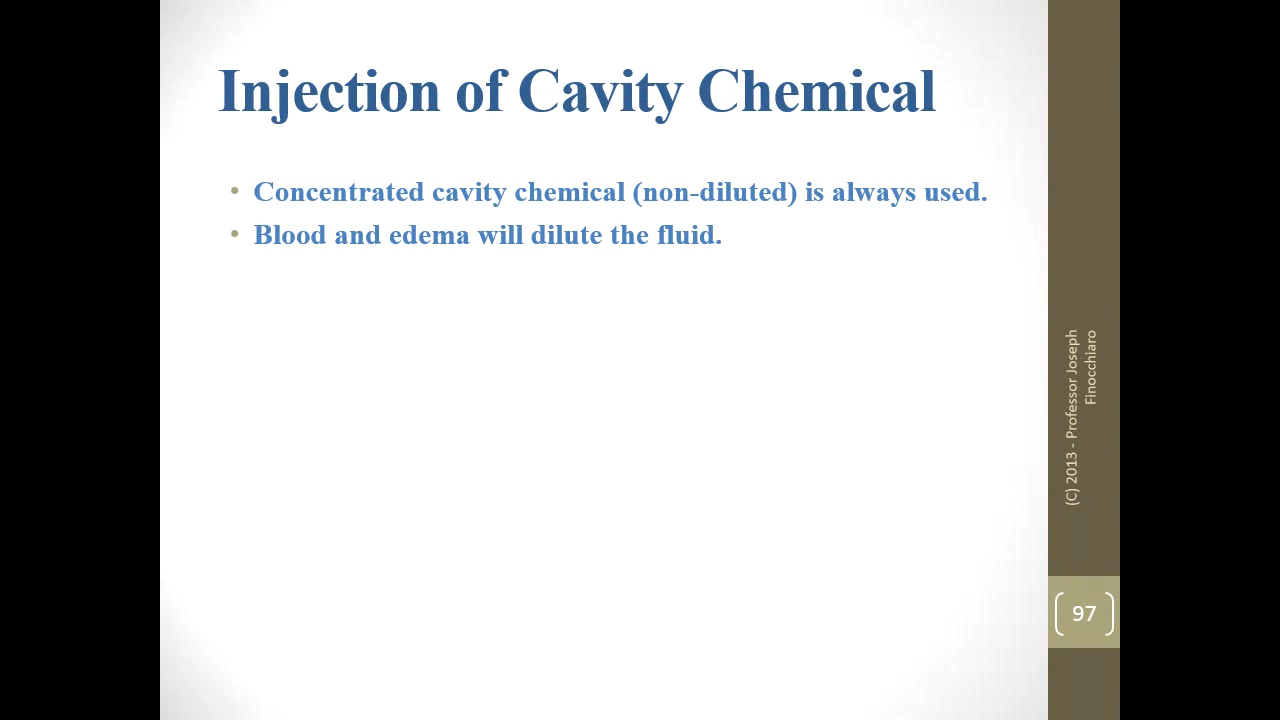 Injection of Cavity Chemical
• Concentrated cavity chemical (non-diluted) is always used.
• Blood and edema will dilute the fluid.
(C) 2013 - Professor Joseph
Finocchiaro
97